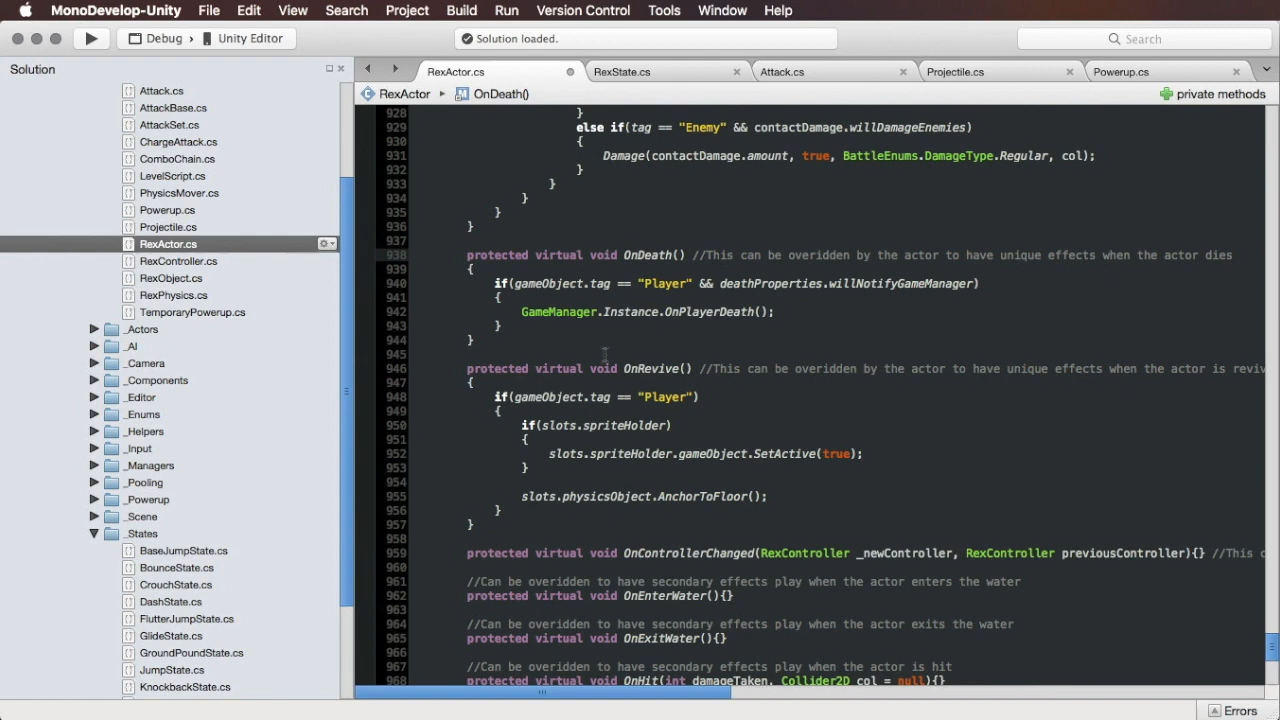 MonoDevelop-Unity File Edit View Search Project Build Run Version Control Tools Window Help
Debug › Unity Editor
Solution loaded.
Search
Solution
RexActor.cs
RexState.cs
Attack.cs
Projectile.cs
Powerup.cs
RexActor ▸ OnDeath()
private methods
Attack.cs
AttackBase.cs
AttackSet.cs
ChargeAttack.cs
ComboChain.cs
LevelScript.cs
PhysicsMover.cs
Powerup.cs
Projectile.cs
RexActor.cs
RexController.cs
RexObject.cs
RexPhysics.cs
TemporaryPowerup.cs
_Actors
_AI
_Camera
_Components
_Editor
_Enums
_Helpers
_Input
_Managers
_Pooling
_Powerup
_Scene
_States
BaseJumpState.cs
BounceState.cs
CrouchState.cs
DashState.cs
FlutterJumpState.cs
GlideState.cs
GroundPoundState.cs
JumpState.cs
KnockbackState.cs
928 }
929 else if(tag == "Enemy" && contactDamage.willDamageEnemies)
930 {
931 Damage(contactDamage.amount, true, BattleEnums.DamageType.Regular, col);
932 }
933 }
934 }
935 }
936 }
937
938 protected virtual void OnDeath() //This can be overidden by the actor to have unique effects when the actor dies
939 {
940 if(gameObject.tag == "Player" && deathProperties.willNotifyGameManager)
941 {
942 GameManager.Instance.OnPlayerDeath();
943 }
944 }
945
946 protected virtual void OnRevive() //This can be overidden by the actor to have unique effects when the actor is reviv
947 {
948 if(gameObject.tag == "Player")
949 {
950 if(slots.spriteHolder)
951 {
952 slots.spriteHolder.gameObject.SetActive(true);
953 }
954
955 slots.physicsObject.AnchorToFloor();
956 }
957 }
958
959 protected virtual void OnControllerChanged(RexController _newController, RexController previousController){} //This c
960
961 //Can be overidden to have secondary effects play when the actor enters the water
962 protected virtual void OnEnterWater(){}
963
964 //Can be overidden to have secondary effects play when the actor exits the water
965 protected virtual void OnExitWater(){}
966
967 //Can be overidden to have secondary effects play when the actor is hit
968 protected virtual void OnHit(int damageTaken, Collider2D col = null){}
Errors